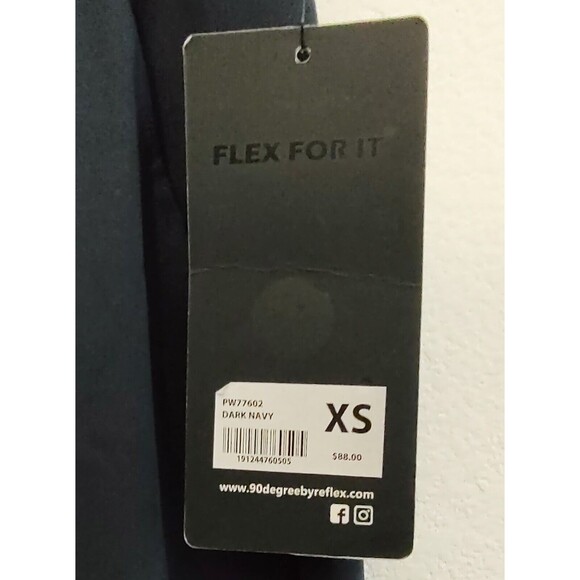 FLEX FOR IT
PW77602
DARK NAVY
XS
191244760505
$88.00
www.90degreebyreflex.com